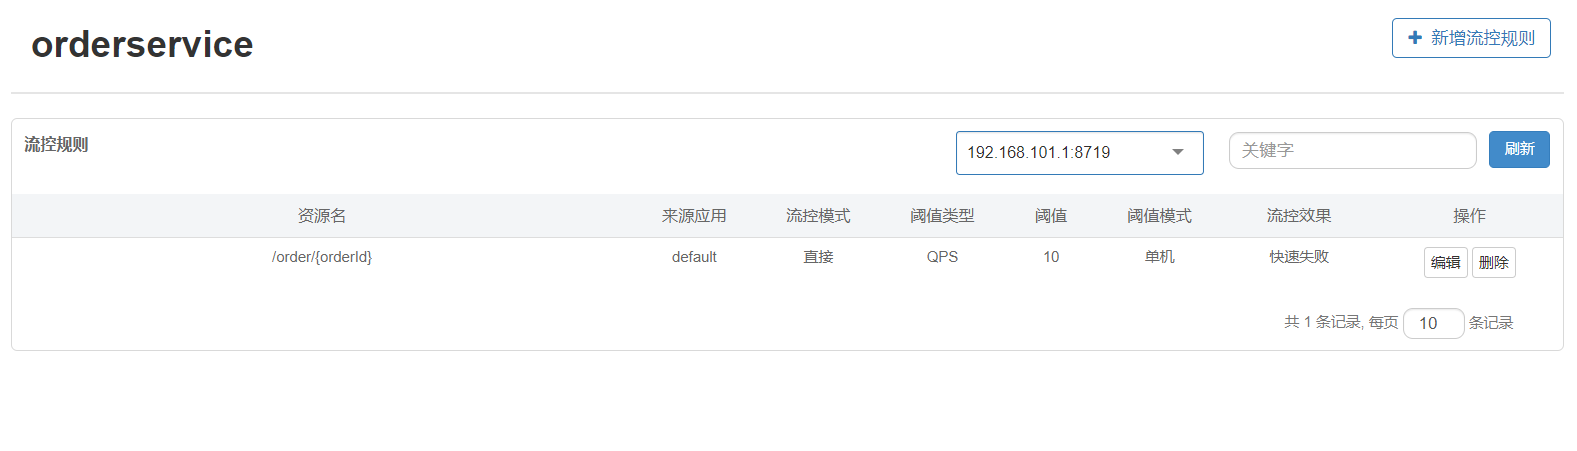 orderservice
新增流控规则
流控规则
192.168.101.1:8719
关键字
刷新
资源名 来源应用 流控模式 阈值类型 阈值 阈值模式 流控效果 操作
/order/{orderId} default 直接 QPS 10 单机 快速失败 编辑 删除
共 1 条记录, 每页 10 条记录